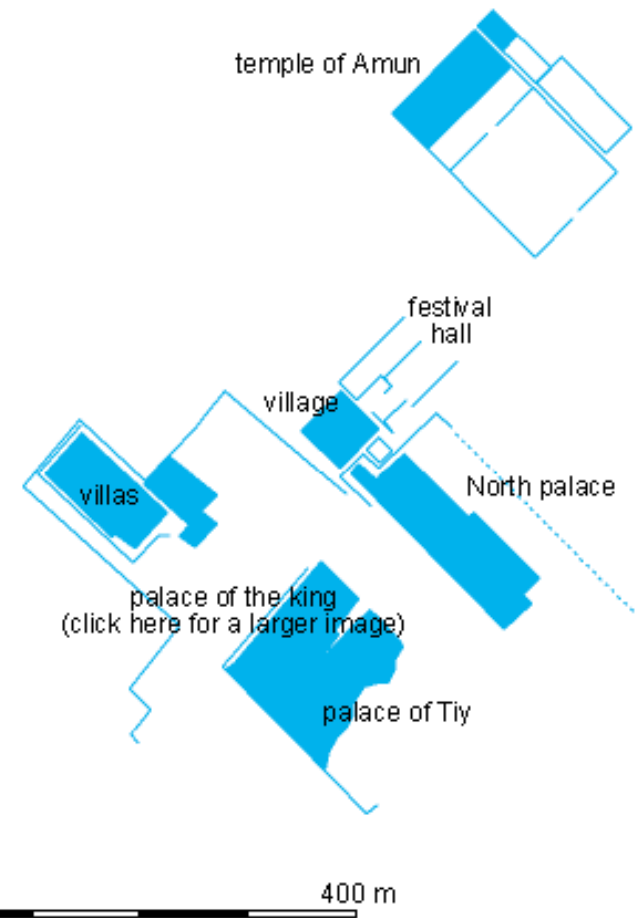 temple of Amun
festival
hall
village
villas
North palace
palace of the king
(click here for a larger image)
palace of Tiy
400 m